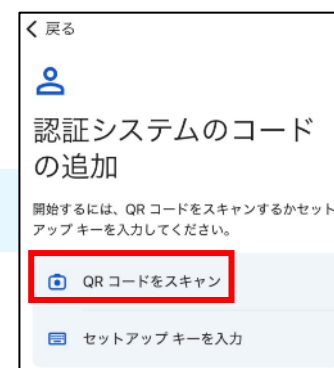 戻る
認証システムのコード
の追加
開始するには、QR コードをスキャンするかセット
アップ キーを入力してください。
QR コードをスキャン
セットアップ キーを入力